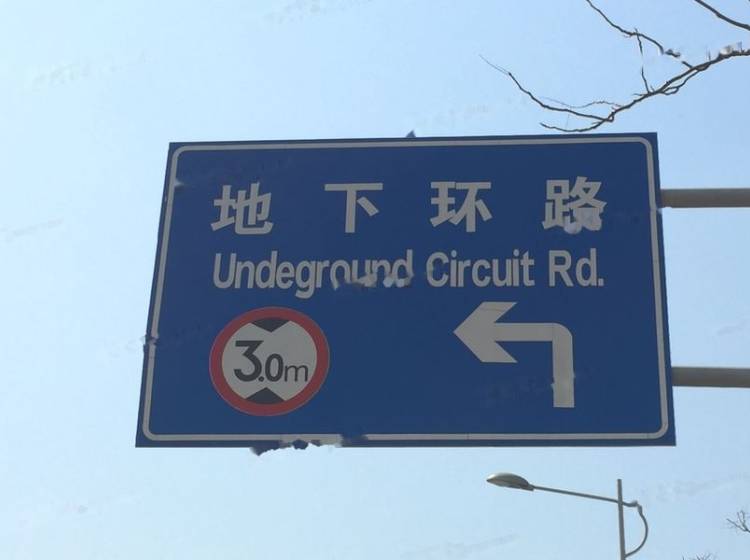 地下环路
Undeground Circuit Rd.
3.0m